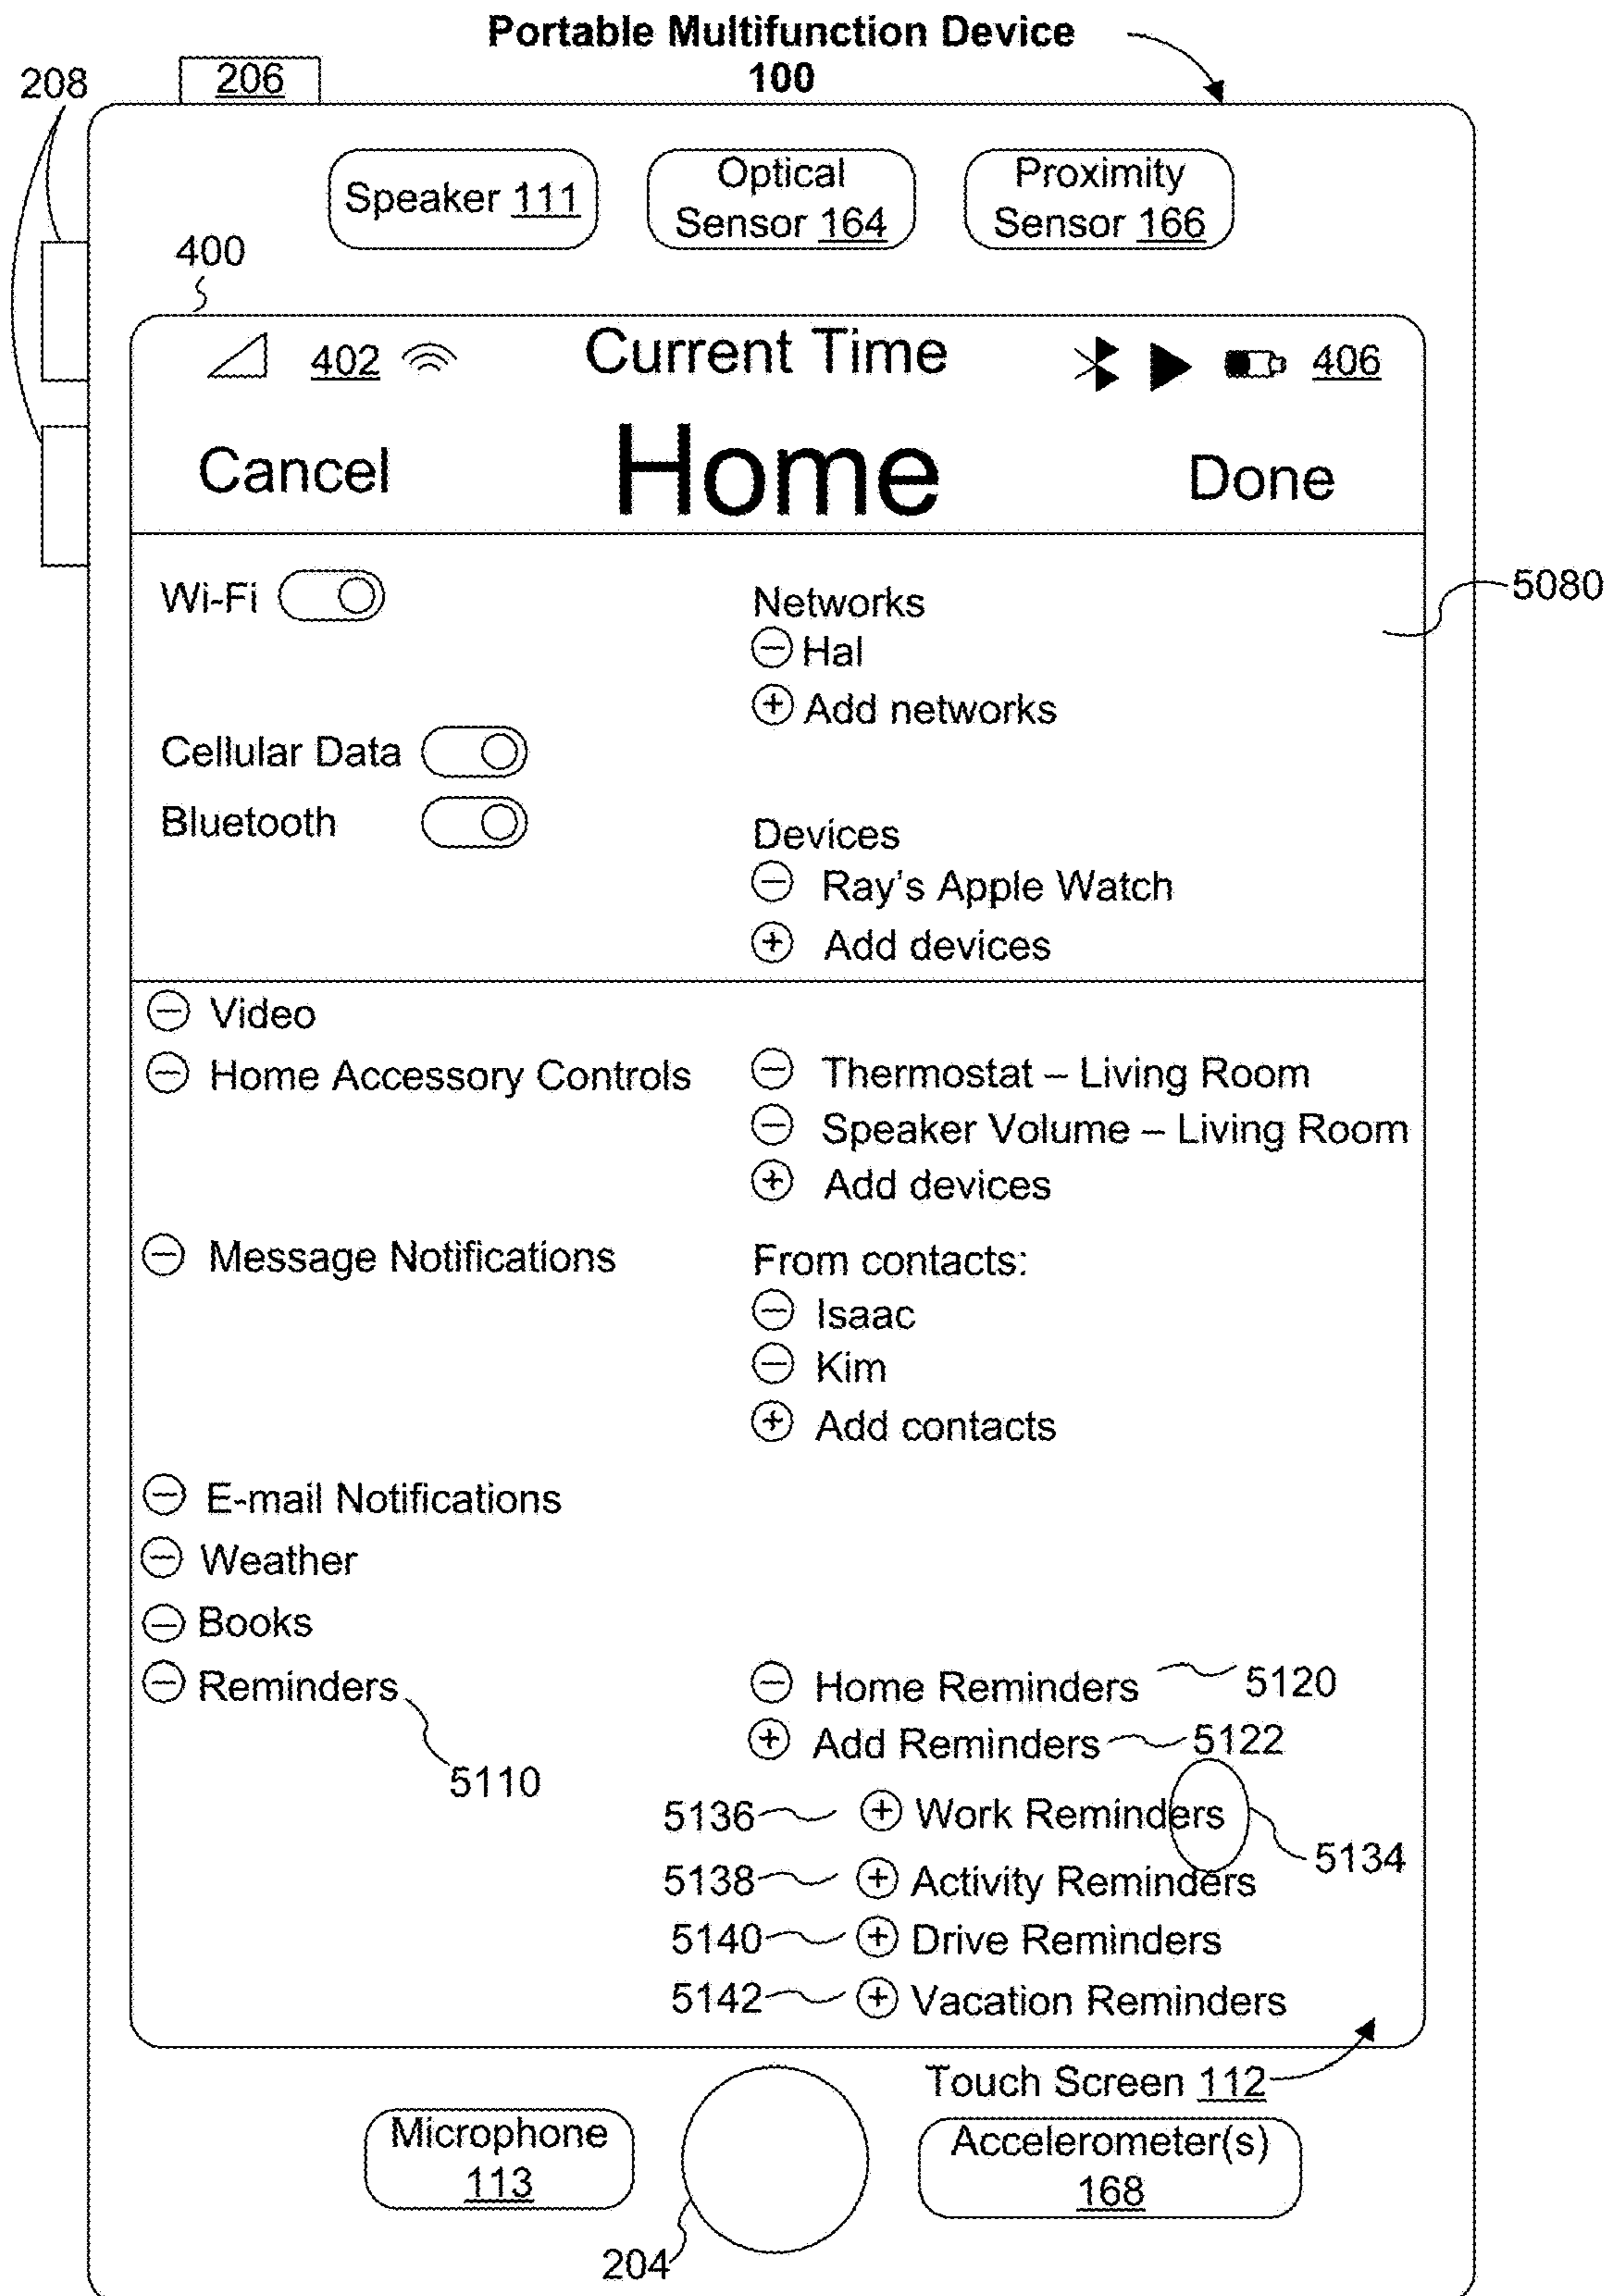 Portable Multifunction Device
100
208
206
Speaker 111
Optical
Sensor 164
Proximity
Sensor 166
400
402
Current Time
406
Cancel
Home
Done
5080
Wi-Fi
Networks
Hal
Add networks
Cellular Data
Bluetooth
Devices
Ray's Apple Watch
Add devices
Video
Home Accessory Controls
Thermostat – Living Room
Speaker Volume – Living Room
Add devices
Message Notifications
From contacts:
Isaac
Kim
Add contacts
E-mail Notifications
Weather
Books
Reminders
5110
Home Reminders 5120
Add Reminders 5122
5136 Work Reminders
5134
5138 Activity Reminders
5140 Drive Reminders
5142 Vacation Reminders
Touch Screen 112
Microphone
113
Accelerometer(s)
168
204